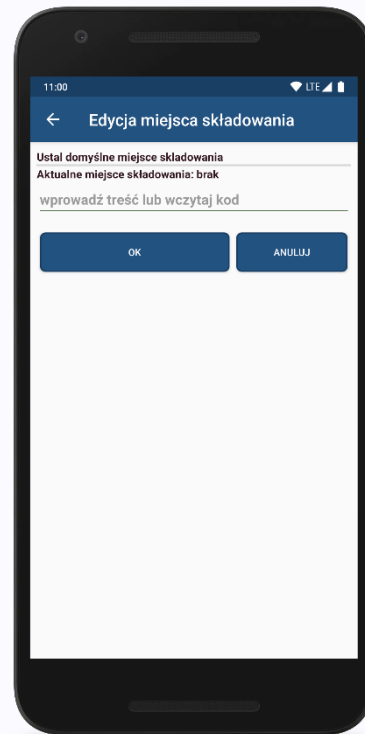 11:00 LTE
Edycja miejsca składowania
Ustal domyślne miejsce skladowania
Aktualne miejsce składowania: brak
wprowadź treść lub wczytaj kod
OK ANULUJ